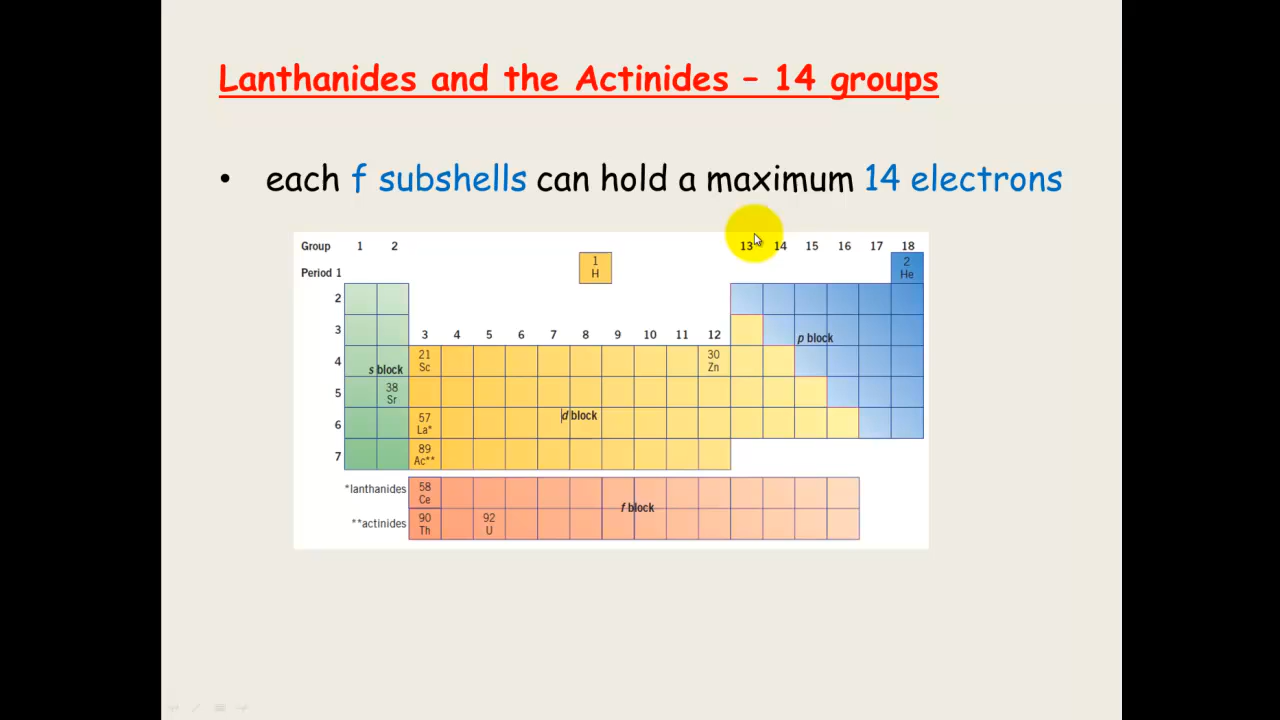 Lanthanides and the Actinides – 14 groups
• each f subshells can hold a maximum 14 electrons
Group 1 2 13 14 15 16 17 18
Period 1 1 H 2 He
2
3 3 4 5 6 7 8 9 10 11 12 p block
4 21 Sc 30 Zn
s block
5 38 Sr
d block
6 57 La*
7 89 Ac**
*lanthanides 58 Ce
f block
**actinides 90 Th 92 U